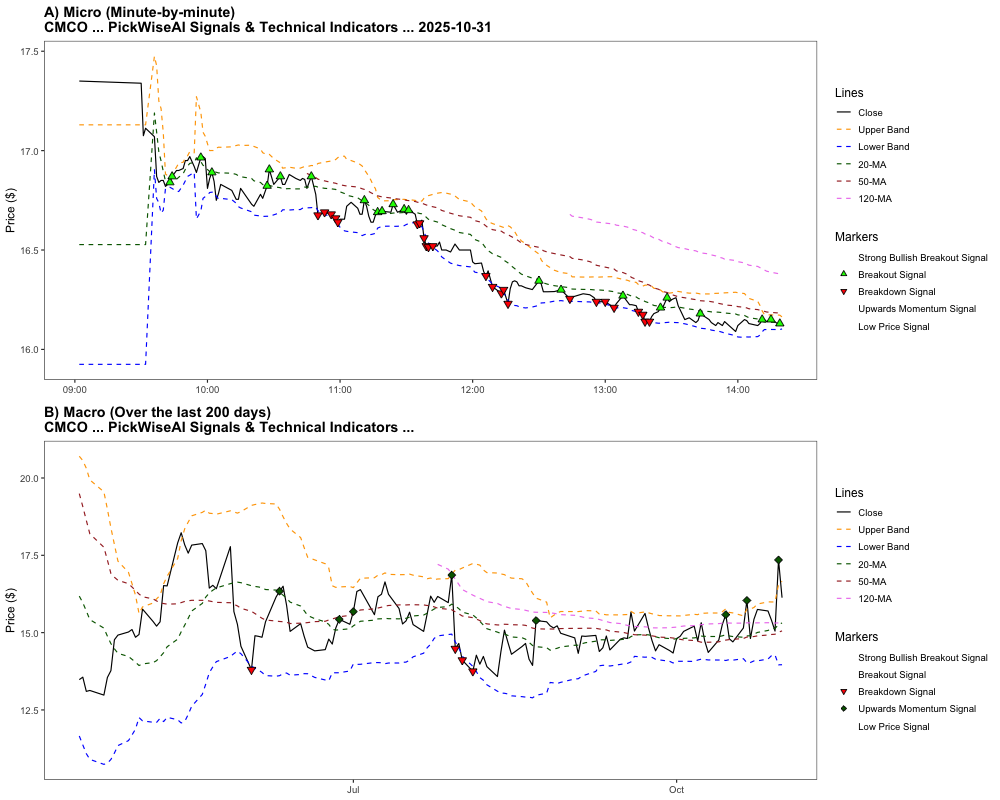 A) Micro (Minute-by-minute)
CMCO ... PickWiseAI Signals & Technical Indicators ... 2025-10-31
17.5
17.0
16.5
16.0
Price ($)
09:00
10:00
11:00
12:00
13:00
14:00
Lines
Close
Upper Band
Lower Band
20-MA
50-MA
120-MA
Markers
Strong Bullish Breakout Signal
Breakout Signal
Breakdown Signal
Upwards Momentum Signal
Low Price Signal
B) Macro (Over the last 200 days)
CMCO ... PickWiseAI Signals & Technical Indicators ...
20.0
17.5
15.0
12.5
Price ($)
Jul
Oct
Lines
Close
Upper Band
Lower Band
20-MA
50-MA
120-MA
Markers
Strong Bullish Breakout Signal
Breakout Signal
Breakdown Signal
Upwards Momentum Signal
Low Price Signal